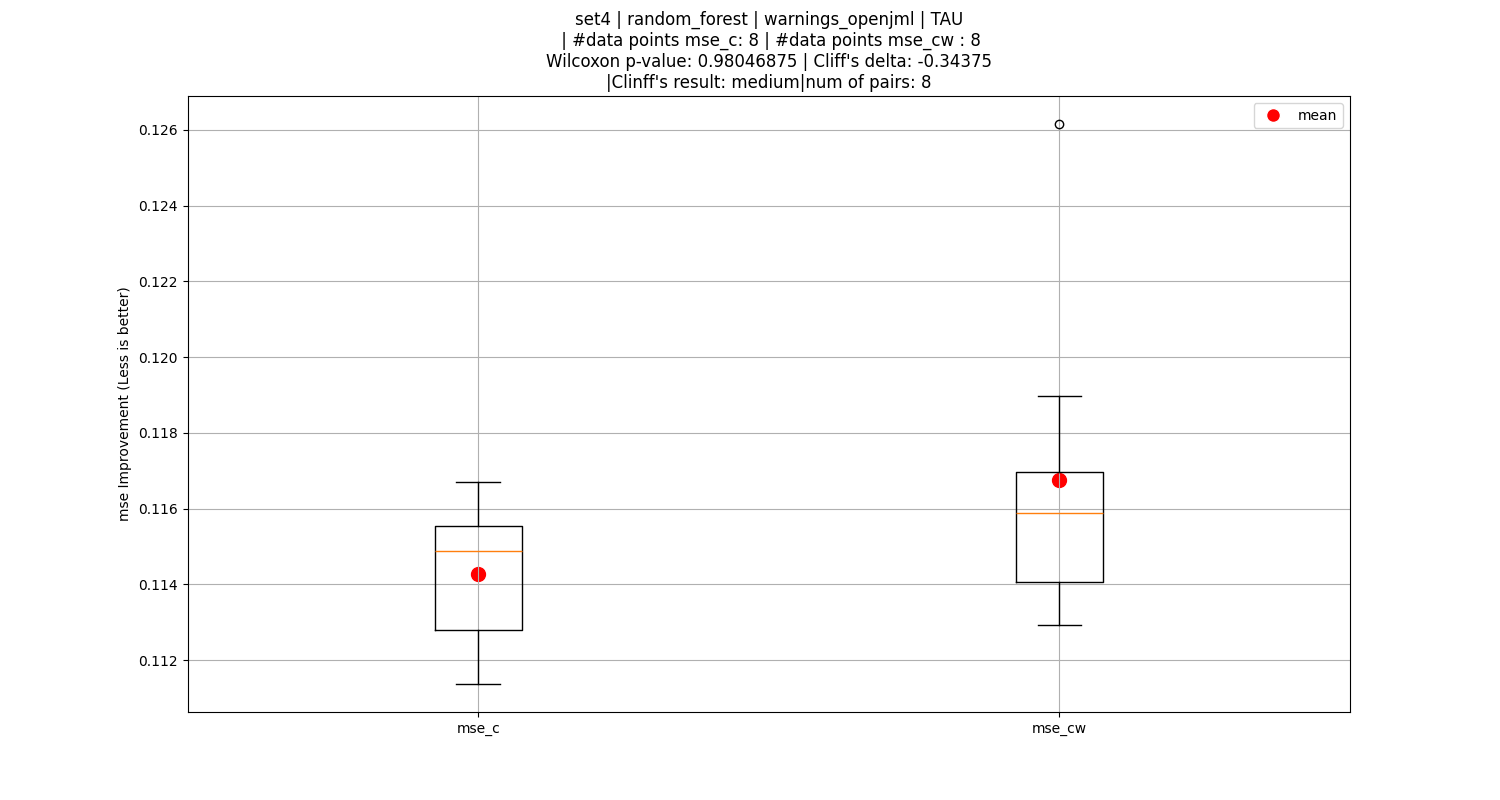 set4 | random_forest | warnings_openjml | TAU
| #data points mse_c: 8 | #data points mse_cw : 8
Wilcoxon p-value: 0.98046875 | Cliff's delta: -0.34375
|Clinff's result: medium|num of pairs: 8
mean
0.126
0.124
0.122
0.120
0.118
0.116
0.114
0.112
mse Improvement (Less is better)
mse_c
mse_cw